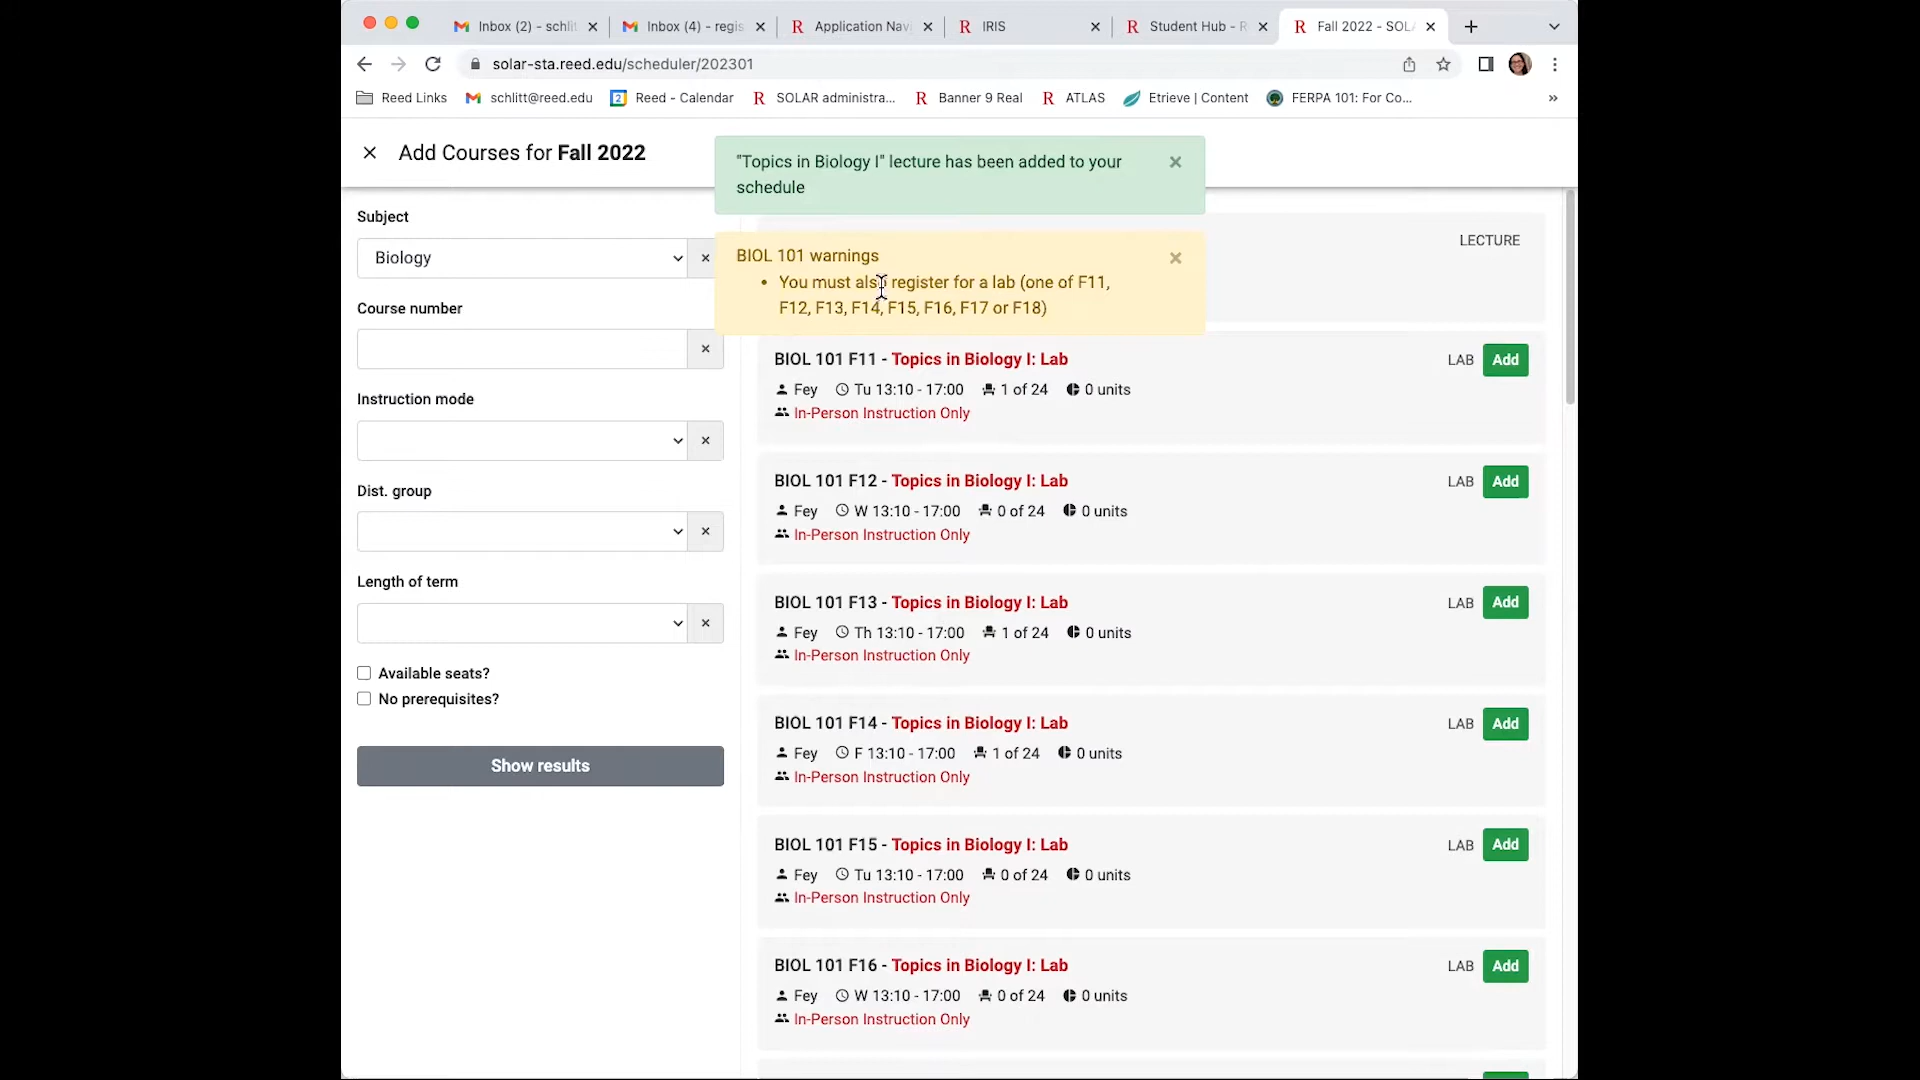 Inbox (2) - schlit
Inbox (4) - regis
Application Navi
IRIS
Student Hub - R
Fall 2022 - SOLA
solar-sta.reed.edu/scheduler/202301
Reed Links
schlitt@reed.edu
2 Reed - Calendar
R SOLAR administra...
R Banner 9 Real
R ATLAS
Etrieve | Content
FERPA 101: For Co...
Add Courses for Fall 2022
"Topics in Biology I" lecture has been added to your
schedule
BIOL 101 warnings
• You must also register for a lab (one of F11,
F12, F13, F14, F15, F16, F17 or F18)
Subject
Biology
Course number
Instruction mode
Dist. group
Length of term
Available seats?
No prerequisites?
Show results
LECTURE
BIOL 101 F11 - Topics in Biology I: Lab LAB Add
Fey Tu 13:10 - 17:00 1 of 24 0 units
In-Person Instruction Only
BIOL 101 F12 - Topics in Biology I: Lab LAB Add
Fey W 13:10 - 17:00 0 of 24 0 units
In-Person Instruction Only
BIOL 101 F13 - Topics in Biology I: Lab LAB Add
Fey Th 13:10 - 17:00 1 of 24 0 units
In-Person Instruction Only
BIOL 101 F14 - Topics in Biology I: Lab LAB Add
Fey F 13:10 - 17:00 1 of 24 0 units
In-Person Instruction Only
BIOL 101 F15 - Topics in Biology I: Lab LAB Add
Fey Tu 13:10 - 17:00 0 of 24 0 units
In-Person Instruction Only
BIOL 101 F16 - Topics in Biology I: Lab LAB Add
Fey W 13:10 - 17:00 0 of 24 0 units
In-Person Instruction Only